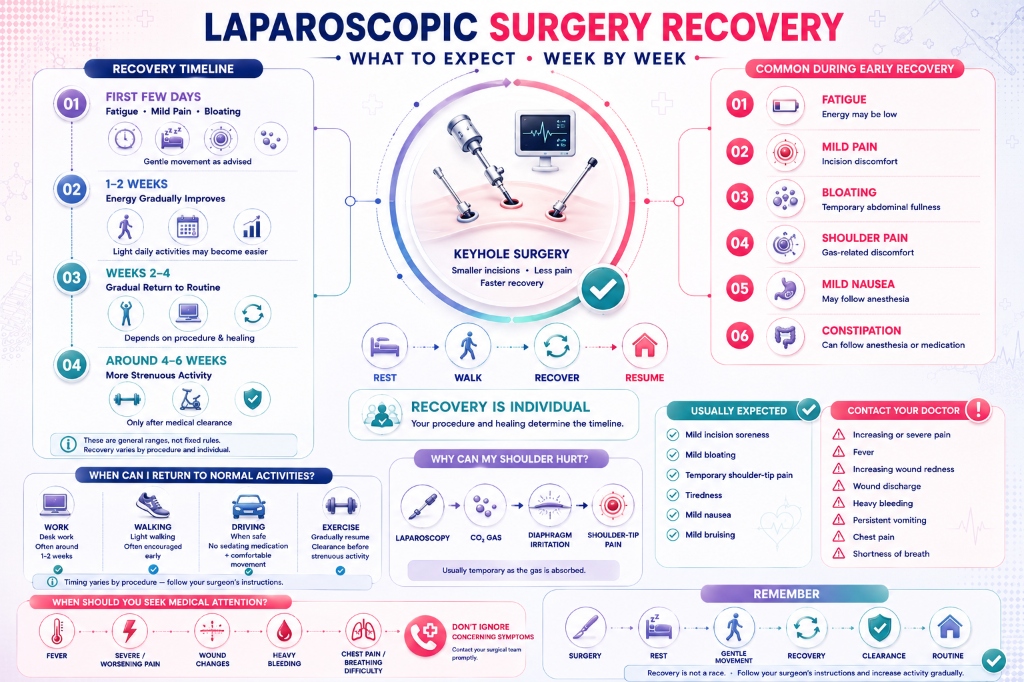 LAPAROSCOPIC SURGERY RECOVERY
WHAT TO EXPECT • WEEK BY WEEK
RECOVERY TIMELINE
01
FIRST FEW DAYS
Fatigue • Mild Pain • Bloating
Gentle movement as advised
02
1–2 WEEKS
Energy Gradually Improves
Light daily activities may become easier
03
WEEKS 2–4
Gradual Return to Routine
Depends on procedure & healing
04
AROUND 4–6 WEEKS
More Strenuous Activity
Only after medical clearance
These are general ranges, not fixed rules.
Recovery varies by procedure and individual.
KEYHOLE SURGERY
Smaller incisions • Less pain
Faster recovery
REST
WALK
RECOVER
RESUME
RECOVERY IS INDIVIDUAL
Your procedure and healing determine the timeline.
COMMON DURING EARLY RECOVERY
01
FATIGUE
Energy may be low
02
MILD PAIN
Incision discomfort
03
BLOATING
Temporary abdominal fullness
04
SHOULDER PAIN
Gas-related discomfort
05
MILD NAUSEA
May follow anesthesia
06
CONSTIPATION
Can follow anesthesia or medication
WHEN CAN I RETURN TO NORMAL ACTIVITIES?
WORK
Desk work
Often around
1–2 weeks
WALKING
Light walking
Often encouraged
early
DRIVING
When safe
No sedating medication
+ comfortable
movement
EXERCISE
Gradually resume
Clearance before
strenuous activity
Timing varies by procedure — follow your surgeon's instructions.
WHY CAN MY SHOULDER HURT?
LAPAROSCOPY
CO₂ GAS
DIAPHRAGM
IRRITATION
SHOULDER-TIP
PAIN
Usually temporary as the gas is absorbed.
USUALLY EXPECTED
Mild incision soreness
Mild bloating
Temporary shoulder-tip pain
Tiredness
Mild nausea
Mild bruising
CONTACT YOUR DOCTOR
Increasing or severe pain
Fever
Increasing wound redness
Wound discharge
Heavy bleeding
Persistent vomiting
Chest pain
Shortness of breath
WHEN SHOULD YOU SEEK MEDICAL ATTENTION?
FEVER
SEVERE /
WORSENING PAIN
WOUND
CHANGES
HEAVY
BLEEDING
CHEST PAIN /
BREATHING
DIFFICULTY
DON'T IGNORE
CONCERNING SYMPTOMS
Contact your surgical team
promptly.
REMEMBER
SURGERY
REST
GENTLE
MOVEMENT
RECOVERY
CLEARANCE
ROUTINE
Recovery is not a race. • Follow your surgeon's instructions and increase activity gradually.